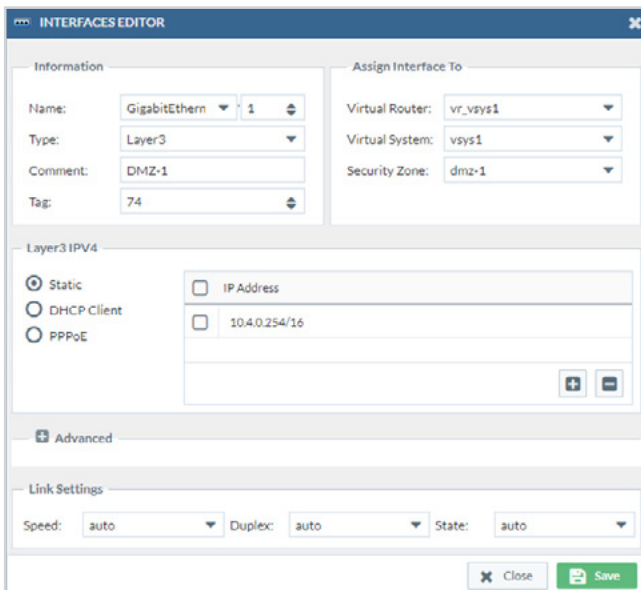 INTERFACES EDITOR
Information
Name: GigabitEthern 1
Type: Layer3
Comment: DMZ-1
Tag: 74
Assign Interface To
Virtual Router: vr_vsys1
Virtual System: vsys1
Security Zone: dmz-1
Layer3 IPV4
Static
DHCP Client
PPPoE
IP Address
10.4.0.254/16
Advanced
Link Settings
Speed: auto Duplex: auto State: auto
Close Save